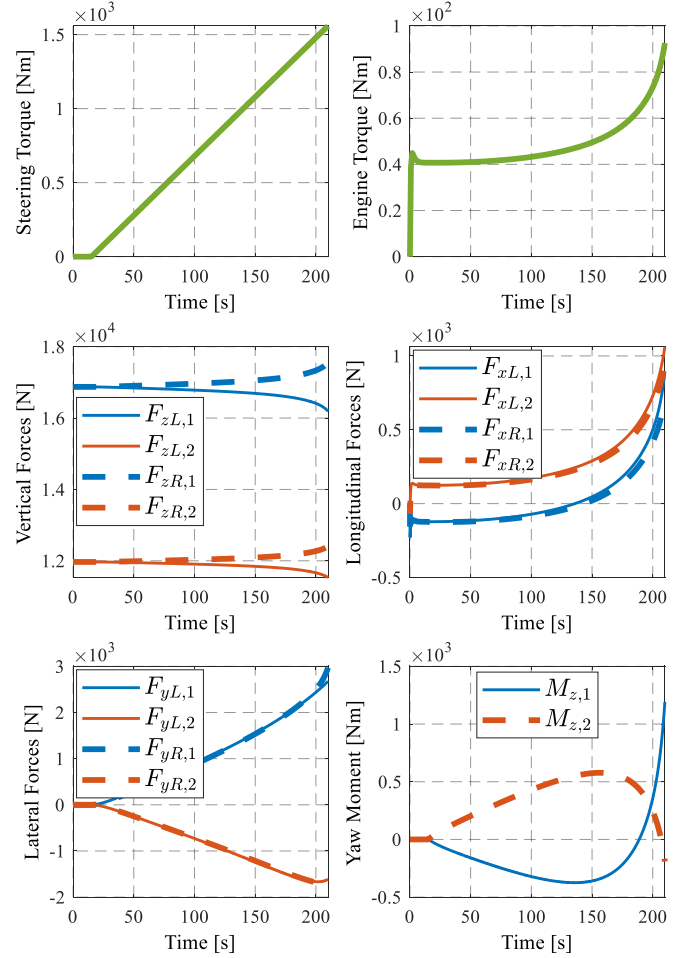 ×10³
Steering Torque [Nm]
1.5
1
0.5
0
0 50 100 150 200
Time [s]
×10²
Engine Torque [Nm]
1
0.8
0.6
0.4
0.2
0
0 50 100 150 200
Time [s]
×10⁴
Vertical Forces [N]
1.8
1.6
1.4
1.2
F_{zL,1}
F_{zL,2}
F_{zR,1}
F_{zR,2}
0 50 100 150 200
Time [s]
×10³
Longitudinal Forces [N]
1
0.5
0
-0.5
F_{xL,1}
F_{xL,2}
F_{xR,1}
F_{xR,2}
0 50 100 150 200
Time [s]
×10³
Lateral Forces [N]
3
2
1
0
-1
-2
F_{yL,1}
F_{yL,2}
F_{yR,1}
F_{yR,2}
0 50 100 150 200
Time [s]
×10³
Yaw Moment [Nm]
1.5
1
0.5
0
-0.5
M_{z,1}
M_{z,2}
0 50 100 150 200
Time [s]